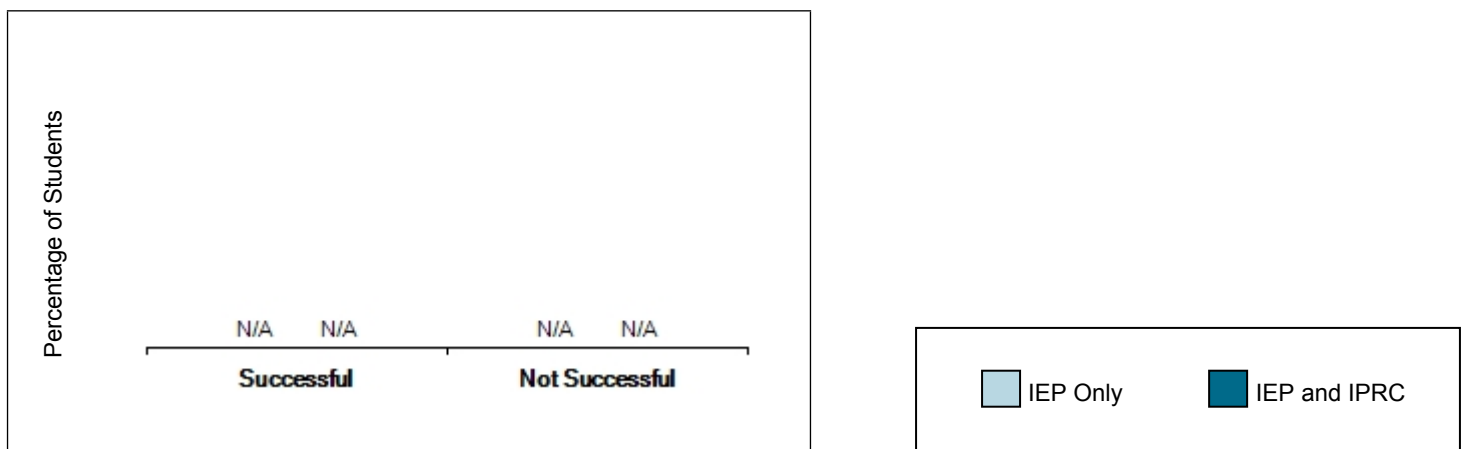 Percentage of Students
N/A N/A N/A N/A
Successful Not Successful
IEP Only IEP and IPRC